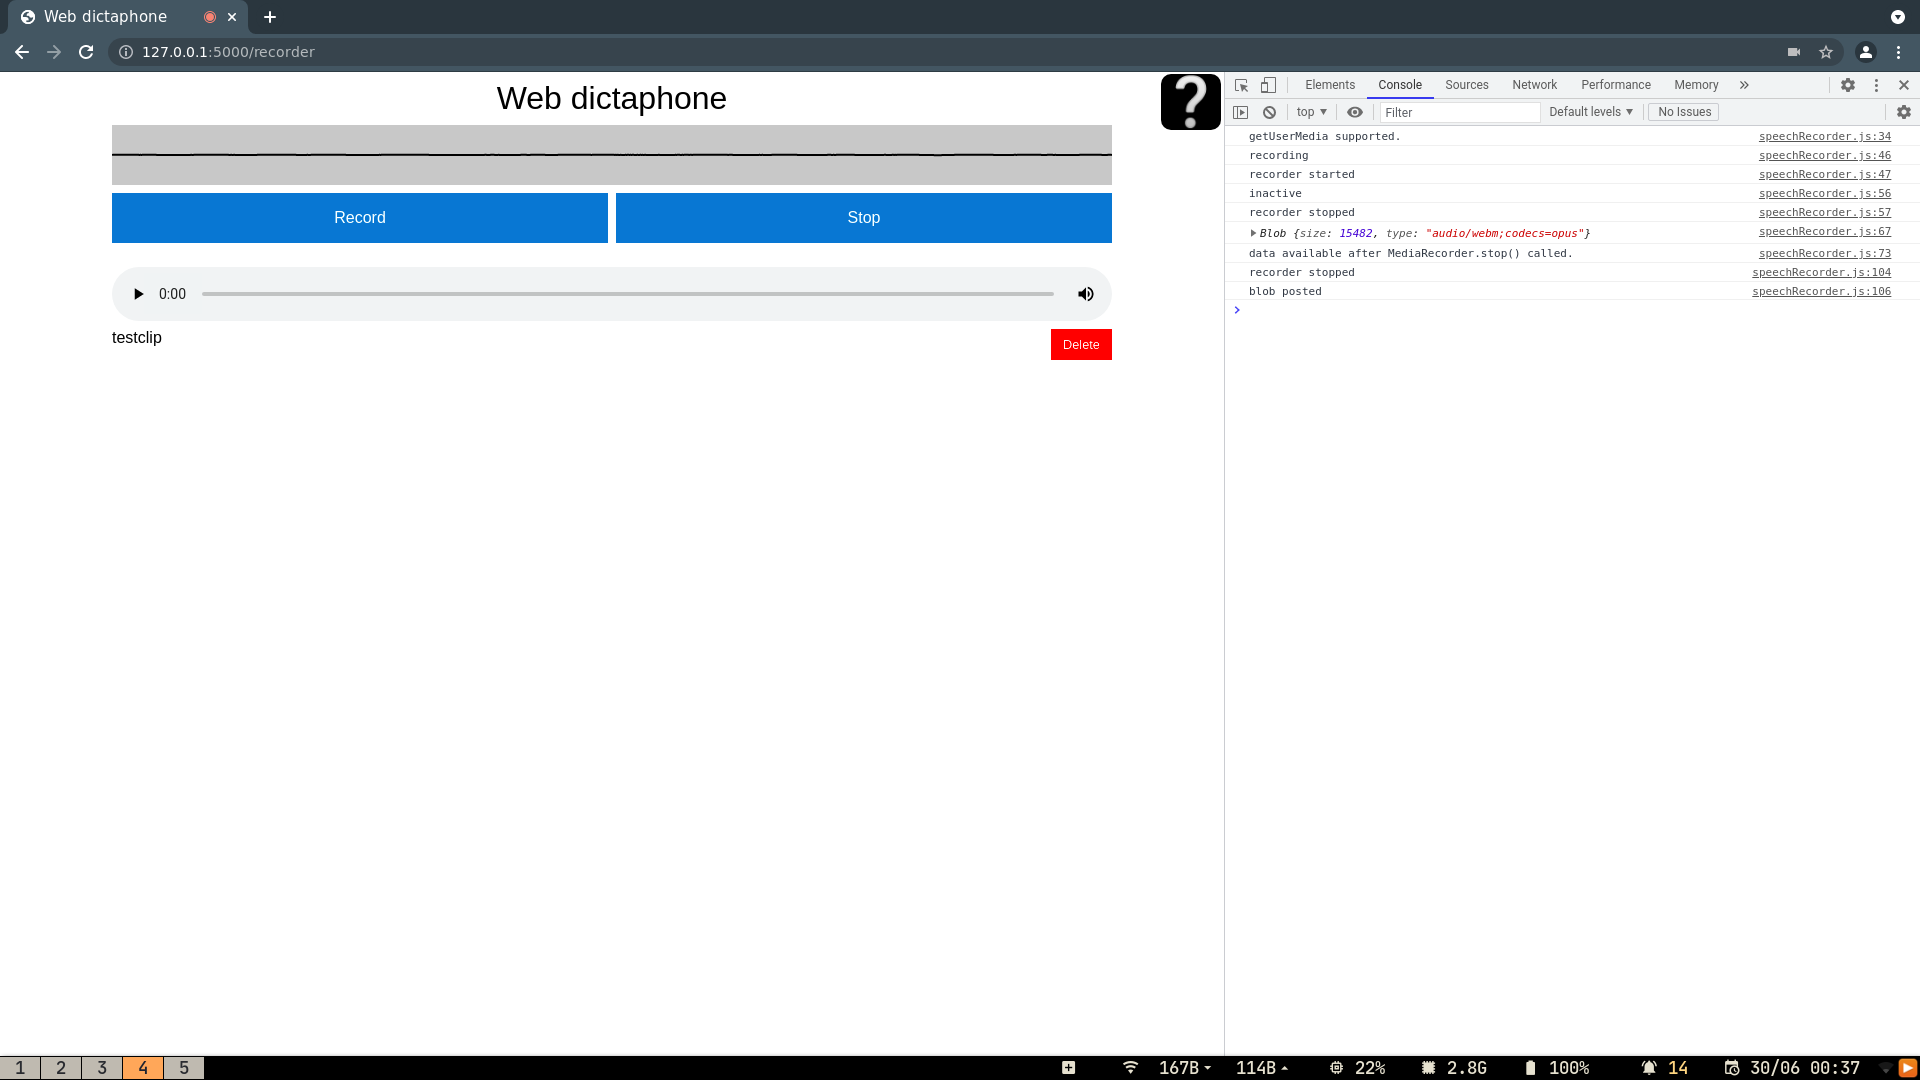 Web dictaphone
127.0.0.1:5000/recorder
Web dictaphone
?
Record
Stop
0:00
testclip
Delete
Elements Console Sources Network Performance Memory
top
Filter
Default levels
No Issues
getUserMedia supported. speechRecorder.js:34
recording speechRecorder.js:46
recorder started speechRecorder.js:47
inactive speechRecorder.js:56
recorder stopped speechRecorder.js:57
Blob {size: 15482, type: "audio/webm;codecs=opus"} speechRecorder.js:67
data available after MediaRecorder.stop() called. speechRecorder.js:73
recorder stopped speechRecorder.js:104
blob posted speechRecorder.js:106
1 2 3 4 5
167B 114B 22% 2.8G 100% 14 30/06 00:37